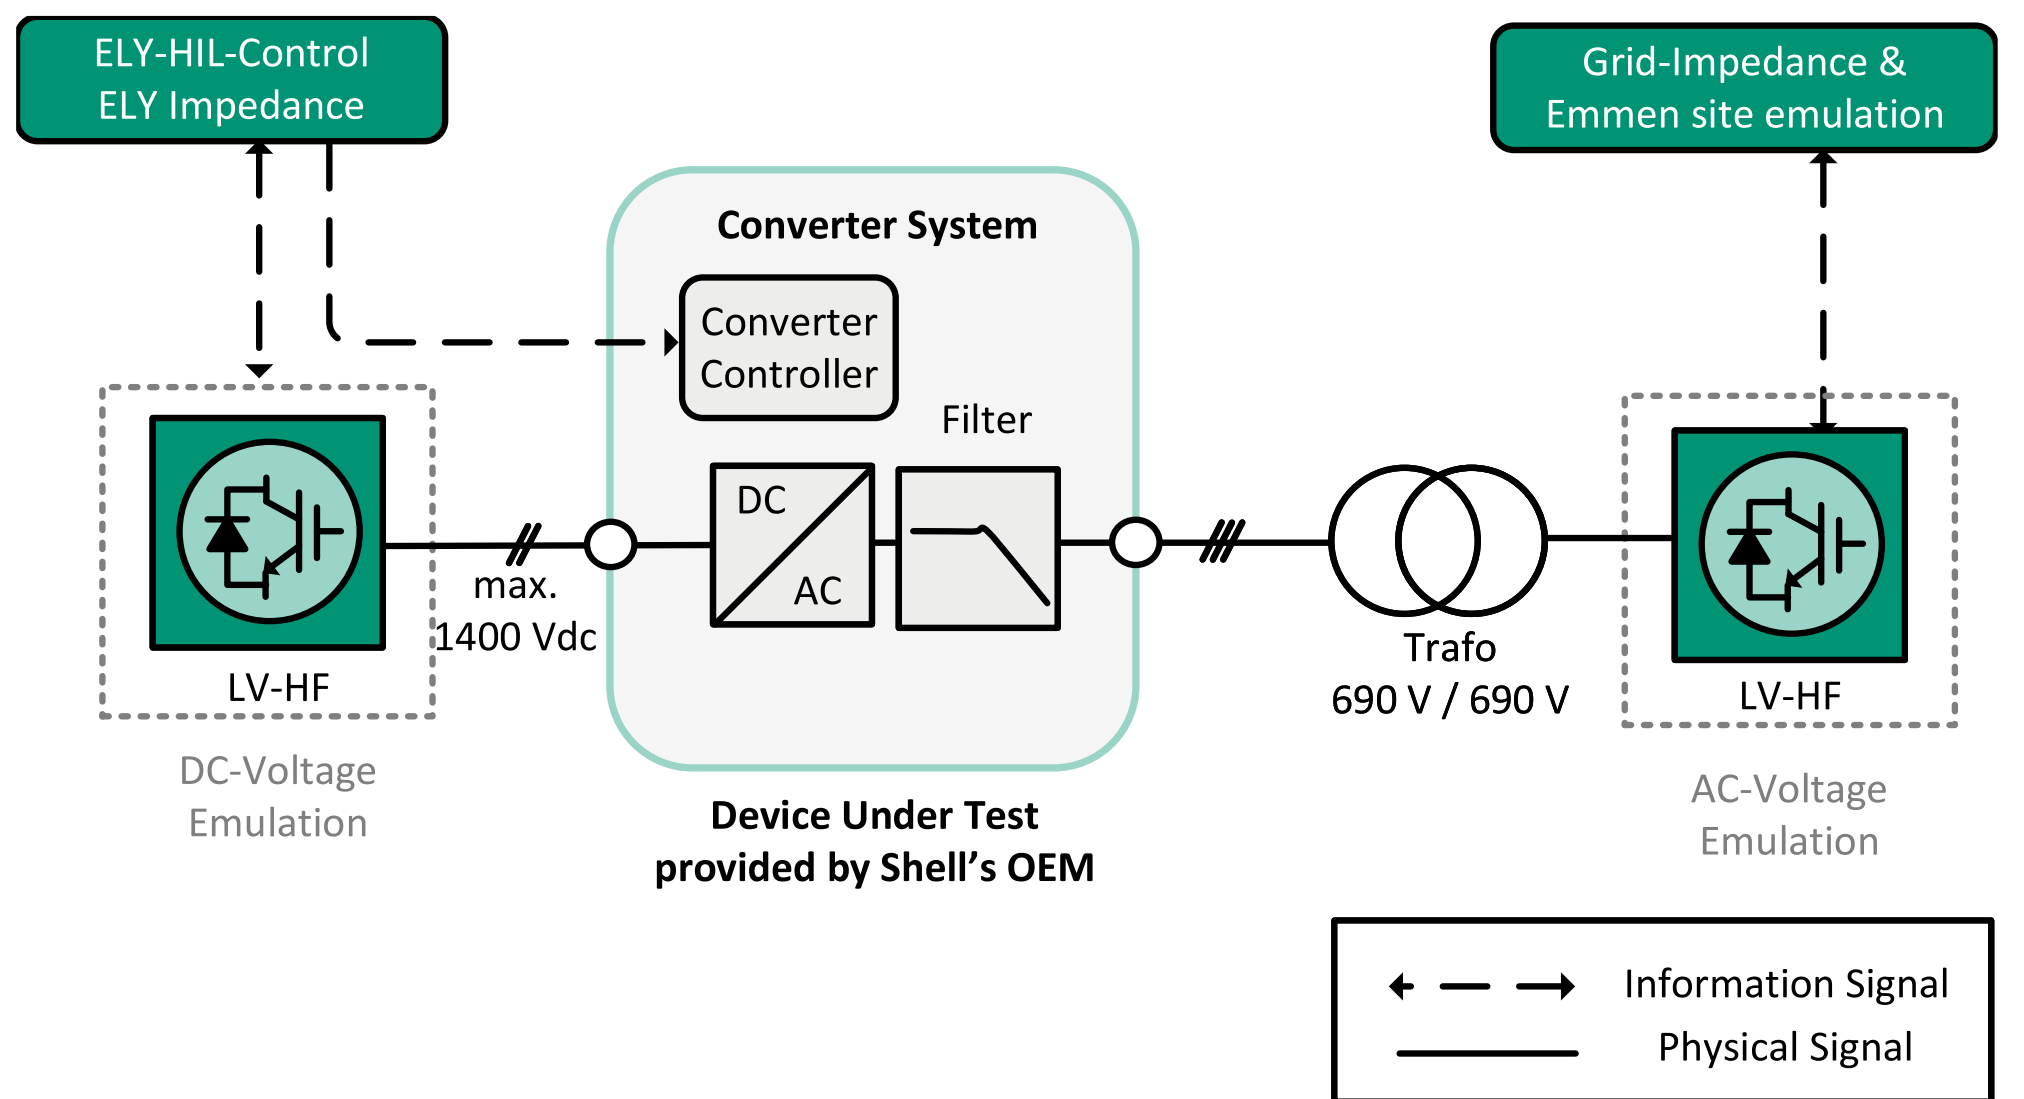 ELY-HIL-Control
ELY Impedance
Grid-Impedance &
Emmen site emulation
Converter System
Converter
Controller
Filter
DC
AC
max.
1400 Vdc
LV-HF
DC-Voltage
Emulation
Trafo
690 V / 690 V
LV-HF
AC-Voltage
Emulation
Device Under Test
provided by Shell’s OEM
Information Signal
Physical Signal